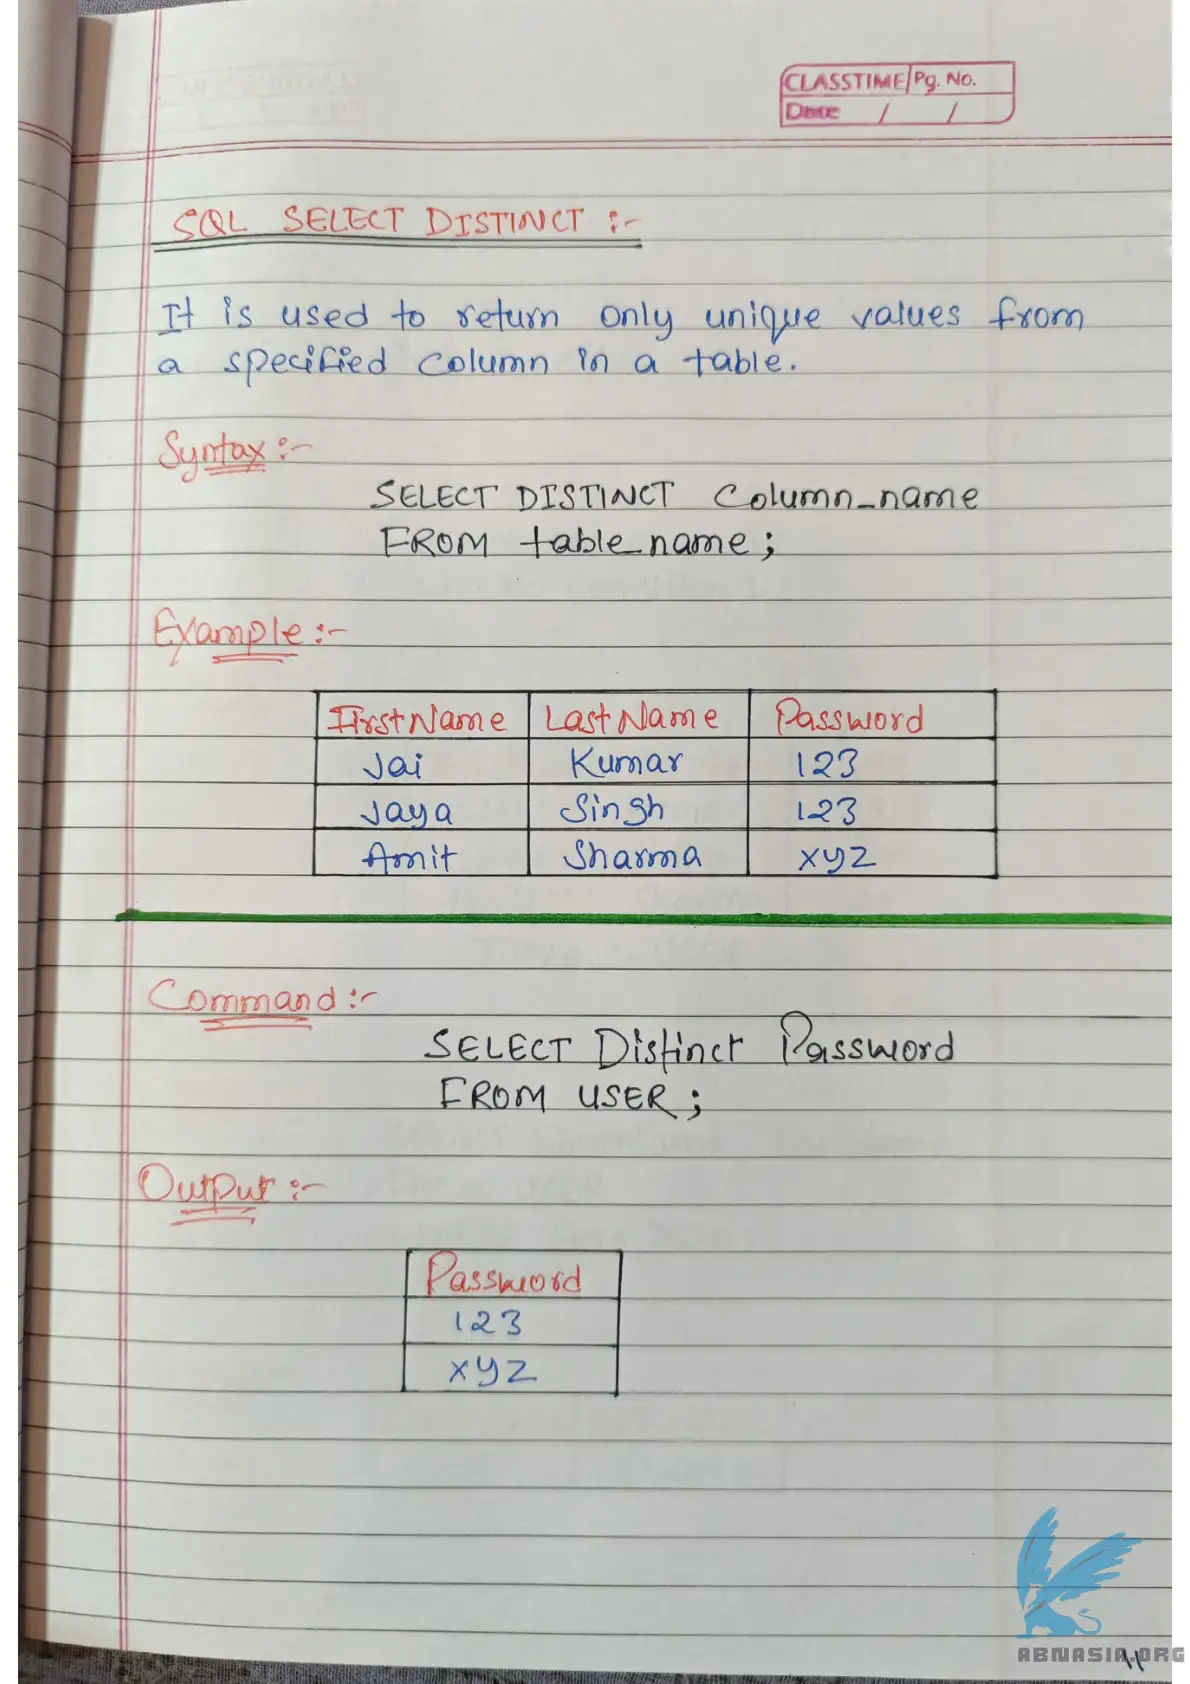 CLASSTIME Pg. No.
Date / /
SQL SELECT DISTINCT :-
It is used to return only unique values from
a specified column in a table.
Syntax :-
SELECT DISTINCT Column_name
FROM table_name ;
Example :-
FirstName LastName Password
Jai Kumar 123
Jaya Singh 123
Amit Sharma xyz
Command :-
SELECT Distinct Password
FROM USER ;
Output :-
Password
123
xyz
ABNASIA.ORG